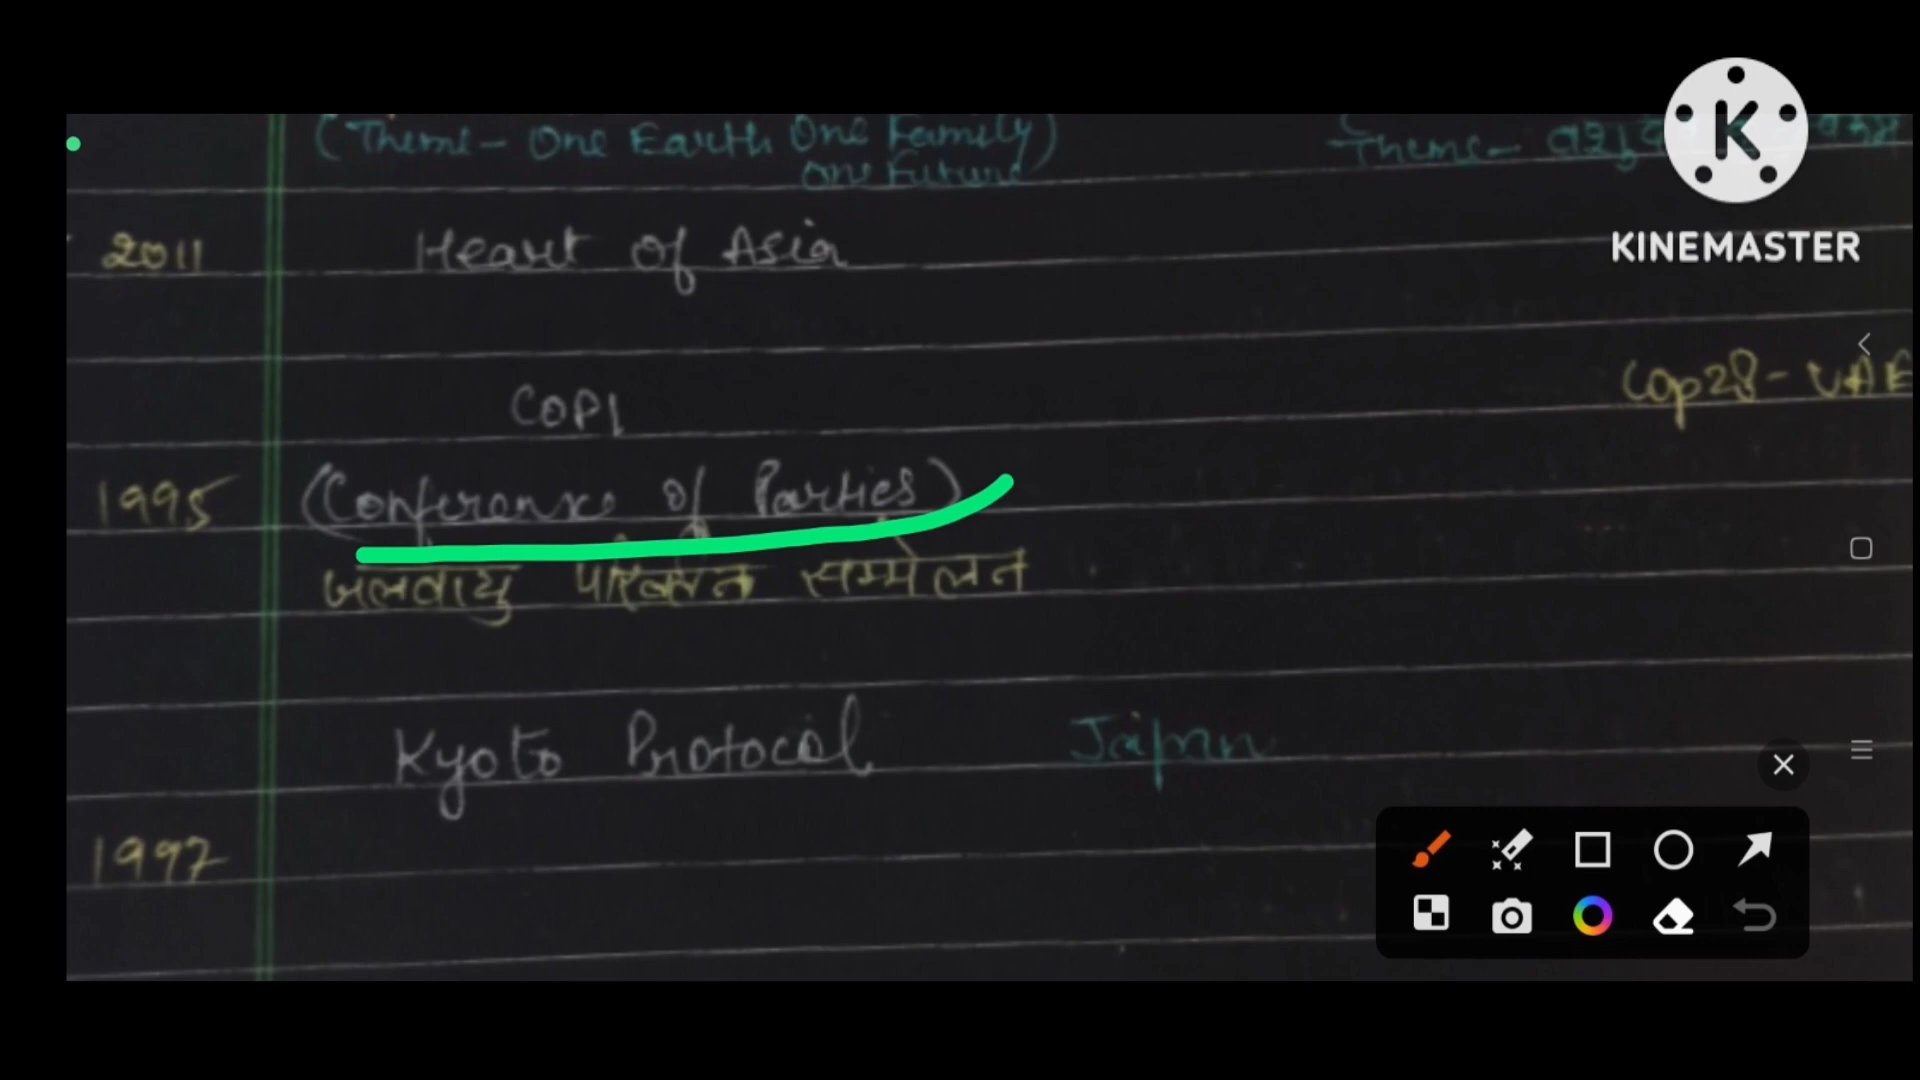 (Theme - One Earth One Family)
One Future
Theme -
KINEMASTER
2011 Heart of Asia
COP1
Cop28 - UAE
1995 (Conference of Parties)
जलवायु परिवर्तन सम्मेलन
Kyoto Protocol Japan
1997